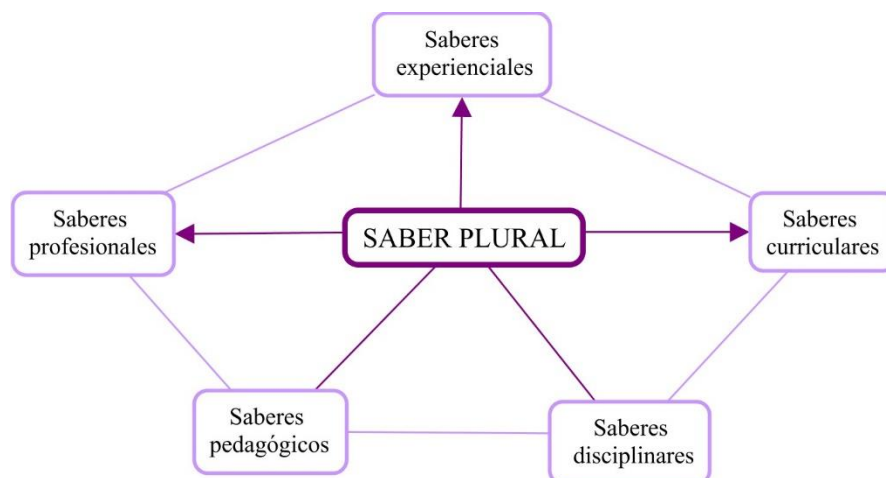 Saberes
experienciales
Saberes
profesionales
SABER PLURAL
Saberes
curriculares
Saberes
pedagógicos
Saberes
disciplinares